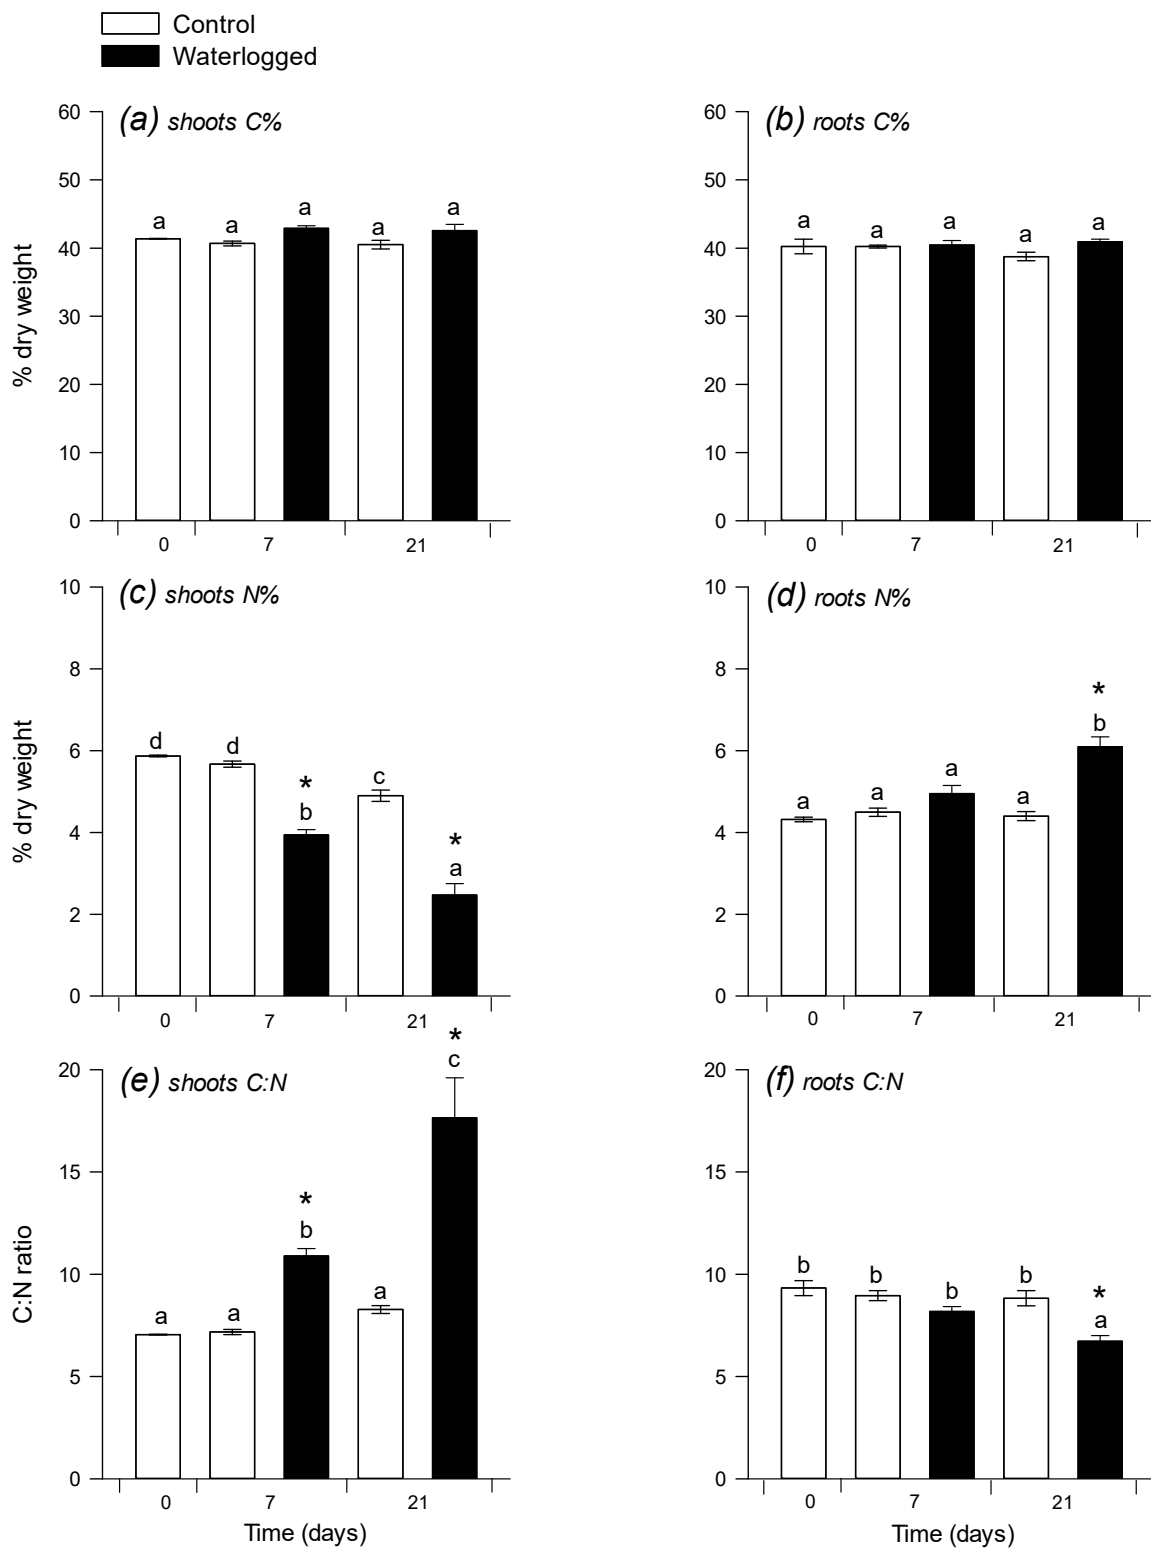 Control
Waterlogged
(a) shoots C%
60
50
40
30
20
10
0
% dry weight
a
a
a
a
a
0
7
21
(b) roots C%
60
50
40
30
20
10
0
a
a
a
a
a
0
7
21
(c) shoots N%
10
8
6
4
2
0
% dry weight
d
d
*
b
c
*
a
0
7
21
(d) roots N%
10
8
6
4
2
0
a
a
a
a
*
b
0
7
21
(e) shoots C:N
20
15
10
5
0
C:N ratio
a
a
*
b
a
*
c
0
7
21
Time (days)
(f) roots C:N
20
15
10
5
0
b
b
b
b
*
a
0
7
21
Time (days)